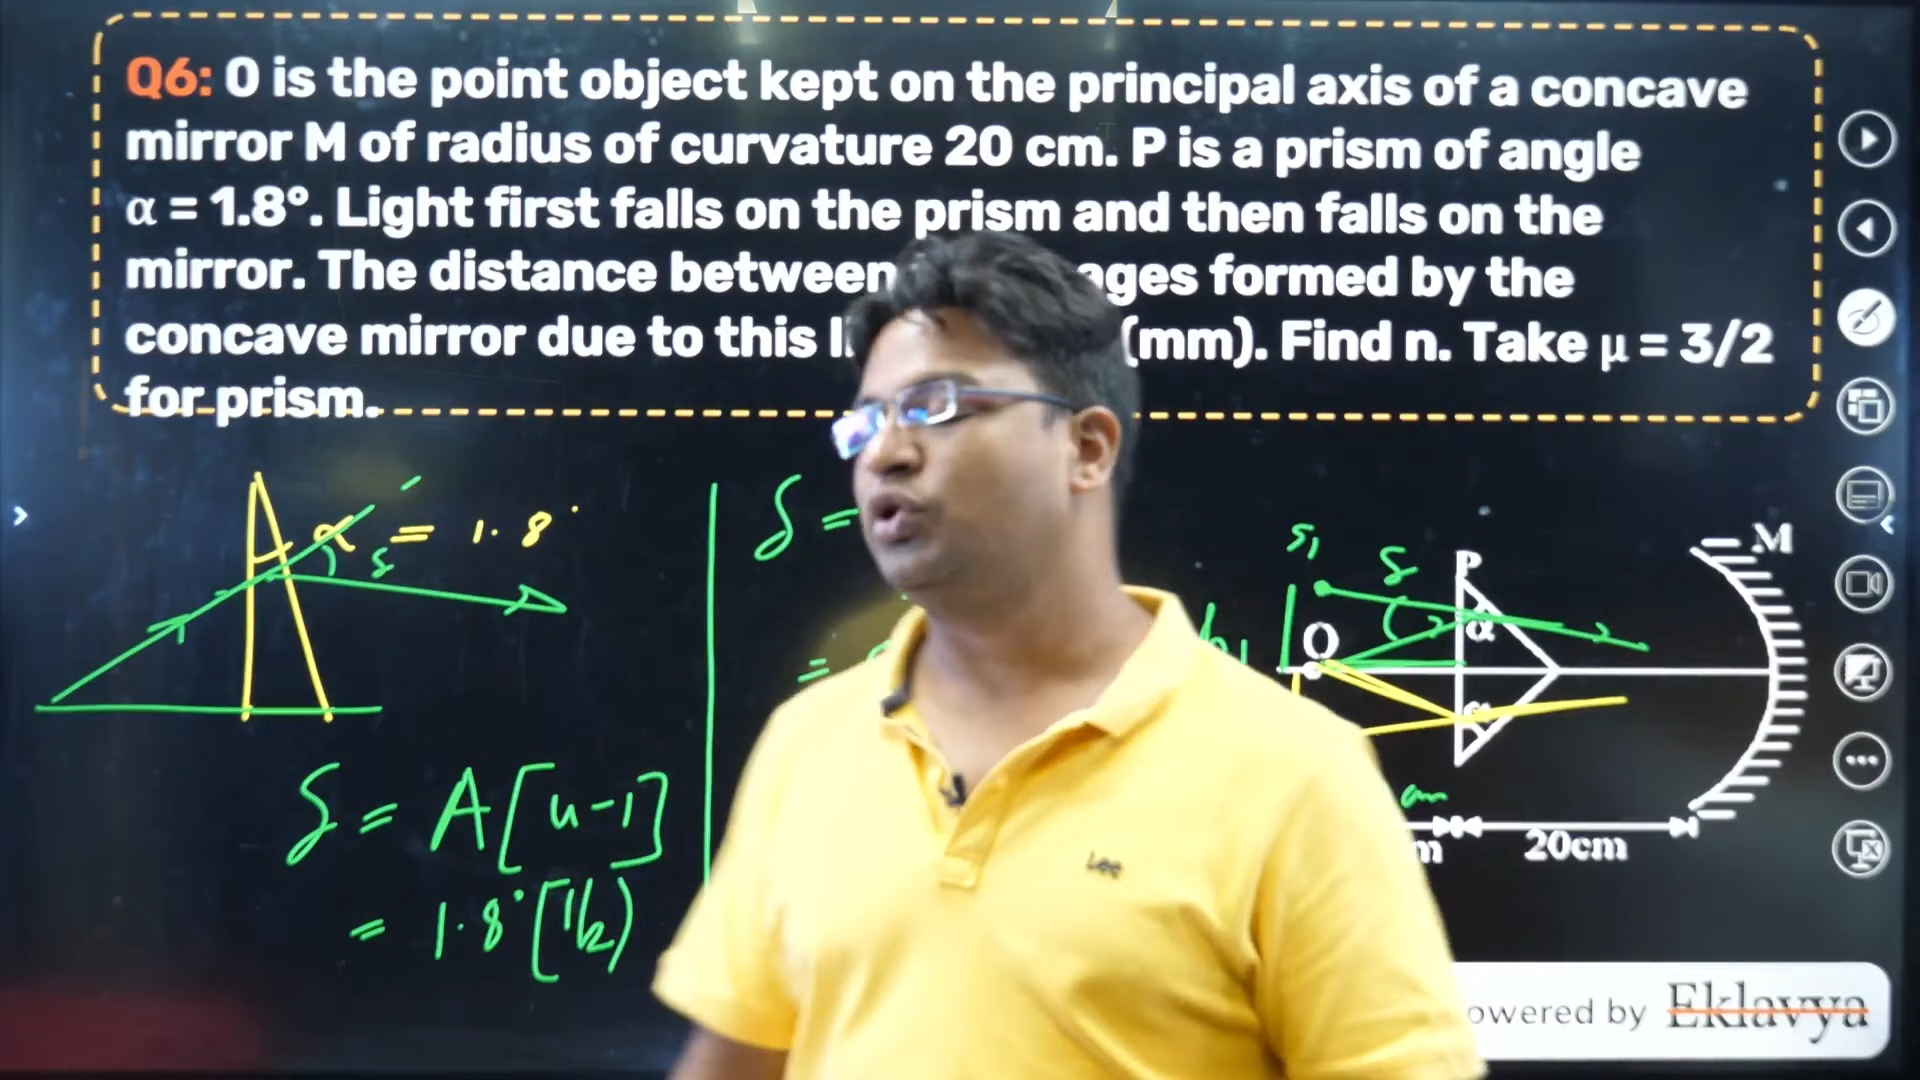 Q6: O is the point object kept on the principal axis of a concave
mirror M of radius of curvature 20 cm. P is a prism of angle
α = 1.8°. Light first falls on the prism and then falls on the
mirror. The distance between ages formed by the
concave mirror due to this li (mm). Find n. Take μ = 3/2
for prism.
α = 1.8°
δ
δ = A[u-1]
= 1.8°[1/2)
δ =
=
S1
δ
P
M
O
α
α
cm
m
20cm
Lee
owered by Eklavya